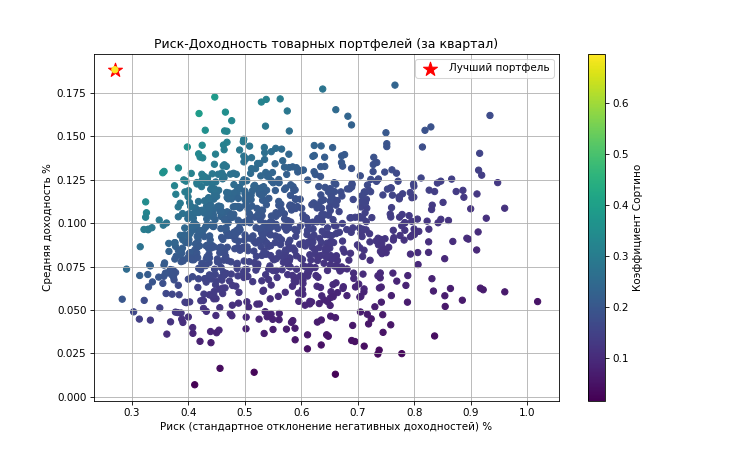 Риск-Доходность товарных портфелей (за квартал)
Лучший портфель
Средняя доходность %
0.175
0.150
0.125
0.100
0.075
0.050
0.025
0.000
0.3 0.4 0.5 0.6 0.7 0.8 0.9 1.0
Риск (стандартное отклонение негативных доходностей) %
0.6
0.5
0.4
0.3
0.2
0.1
Коэффициент Сортино